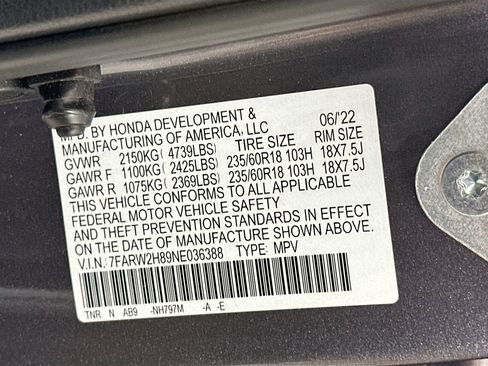 MFD. BY HONDA DEVELOPMENT & 06/'22
MANUFACTURING OF AMERICA, LLC
GVWR 2150KG( 4739LBS) TIRE SIZE RIM SIZE
GAWR F 1100KG( 2425LBS) 235/60R18 103H 18X7.5J
GAWR R 1075KG( 2369LBS) 235/60R18 103H 18X7.5J
THIS VEHICLE CONFORMS TO ALL APPLICABLE
FEDERAL MOTOR VEHICLE SAFETY
AND THEFT PREVENTION STANDARDS IN EFFECT
ON THE DATE OF MANUFACTURE SHOWN ABOVE.
V.I.N.: 7FARW2H89NE036388 TYPE: MPV
TNR N AB9 -NH797M -A -E